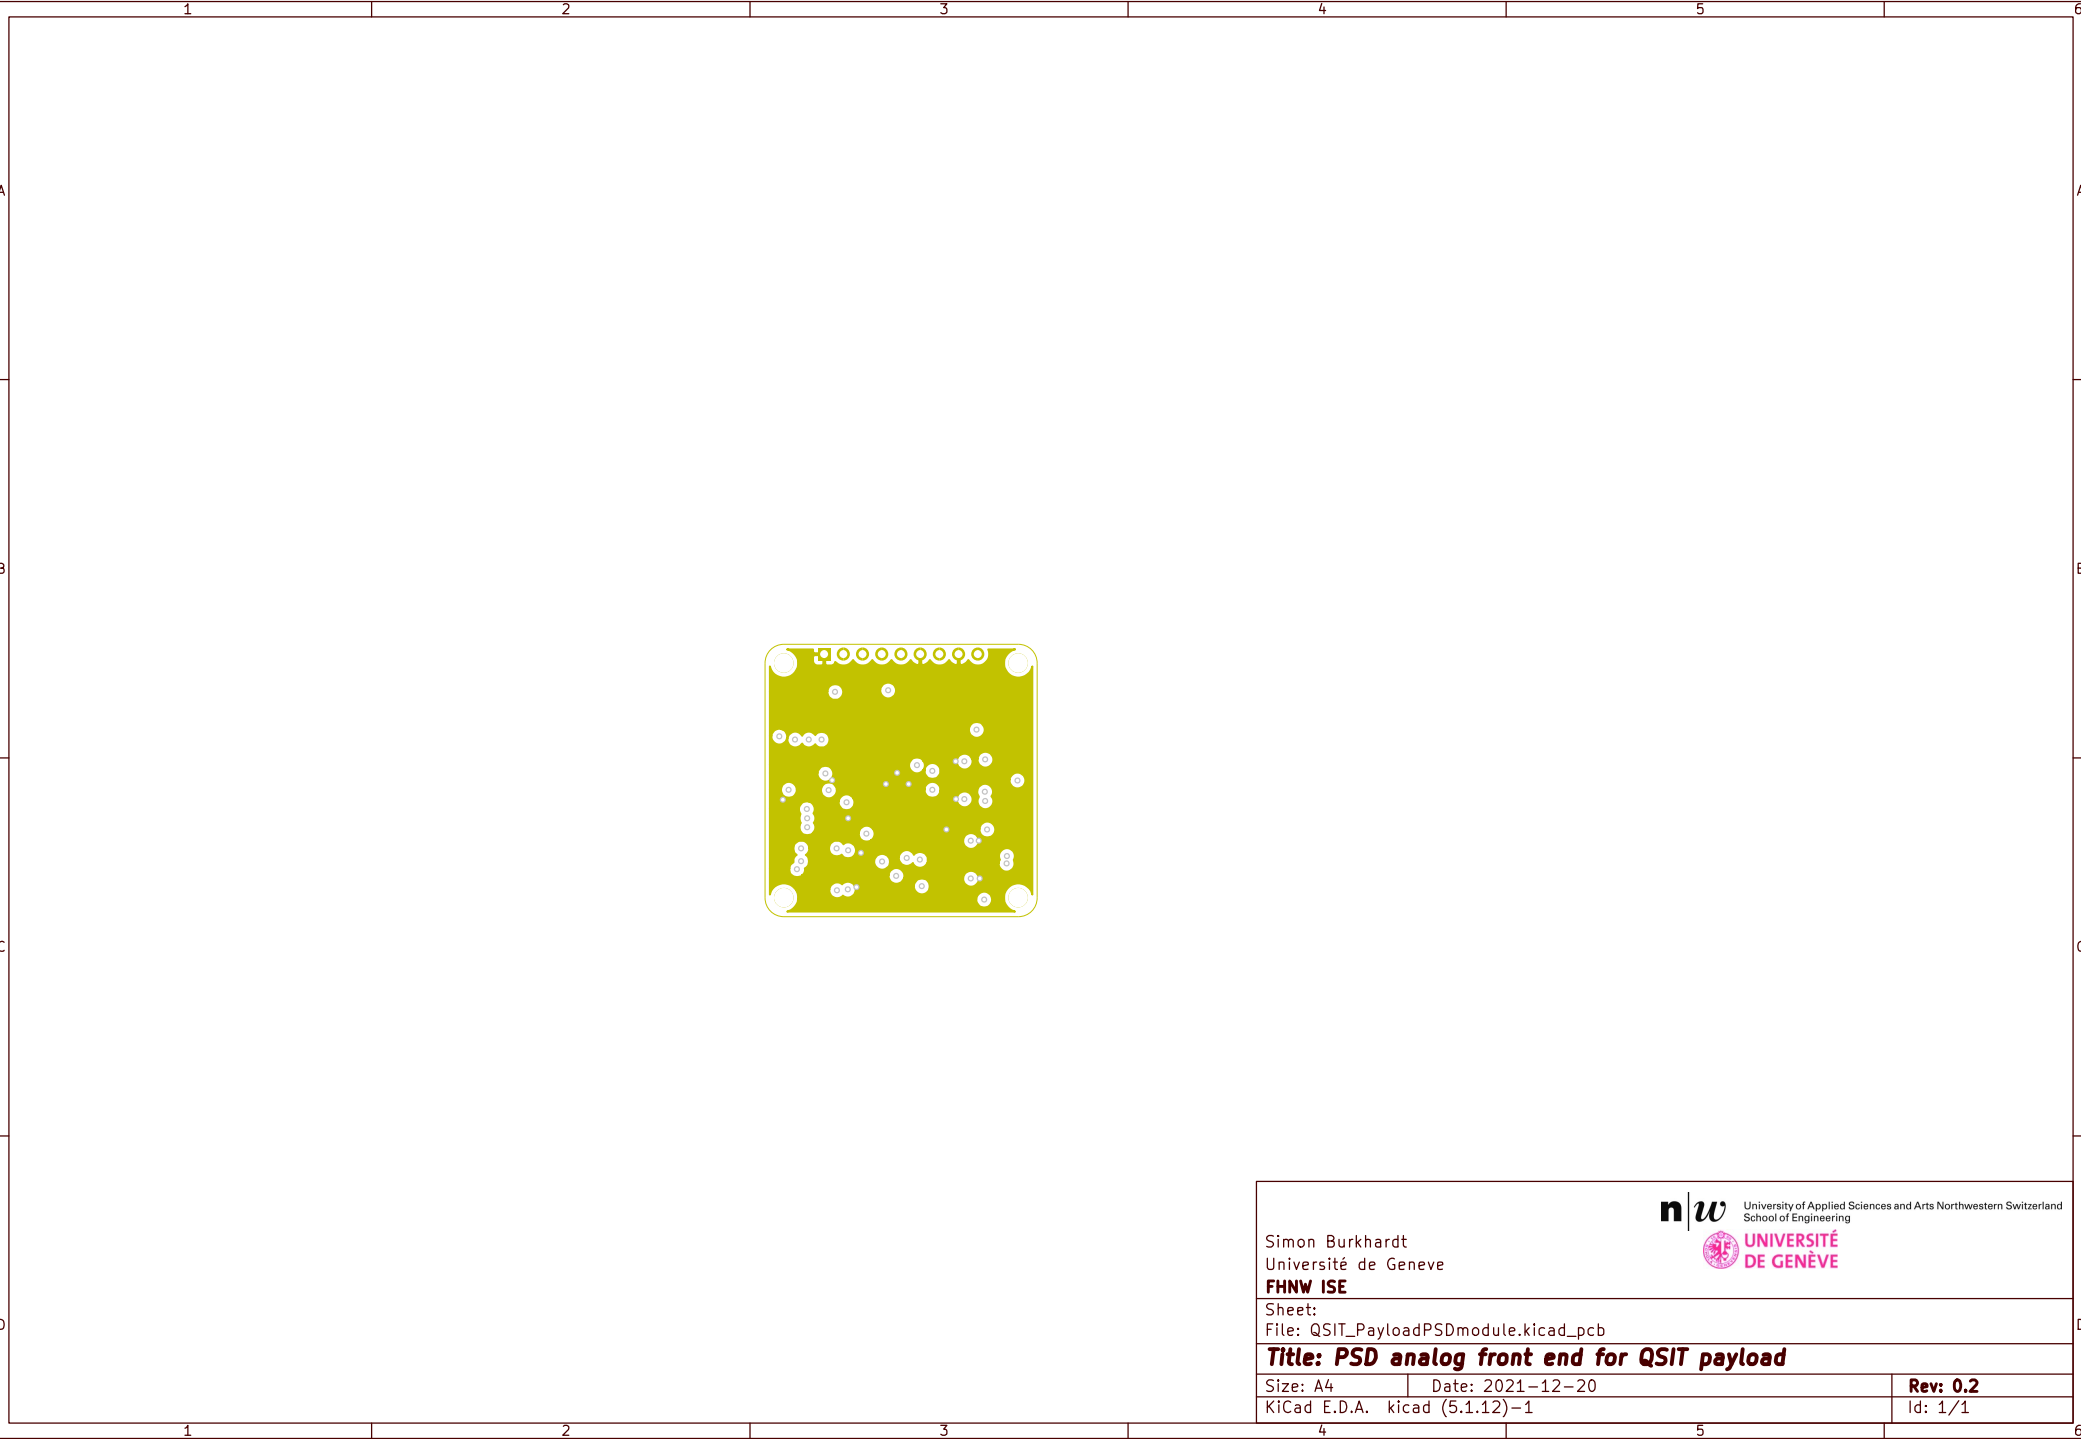 1 2 3 4 5 6
A A
B B
C C
D D
n|w University of Applied Sciences and Arts Northwestern Switzerland
School of Engineering
UNIVERSITÉ
DE GENÈVE
Simon Burkhardt
Université de Geneve
FHNW ISE
Sheet:
File: QSIT_PayloadPSDmodule.kicad_pcb
Title: PSD analog front end for QSIT payload
Size: A4 Date: 2021-12-20 Rev: 0.2
KiCad E.D.A. kicad (5.1.12)-1 Id: 1/1
1 2 3 4 5 6